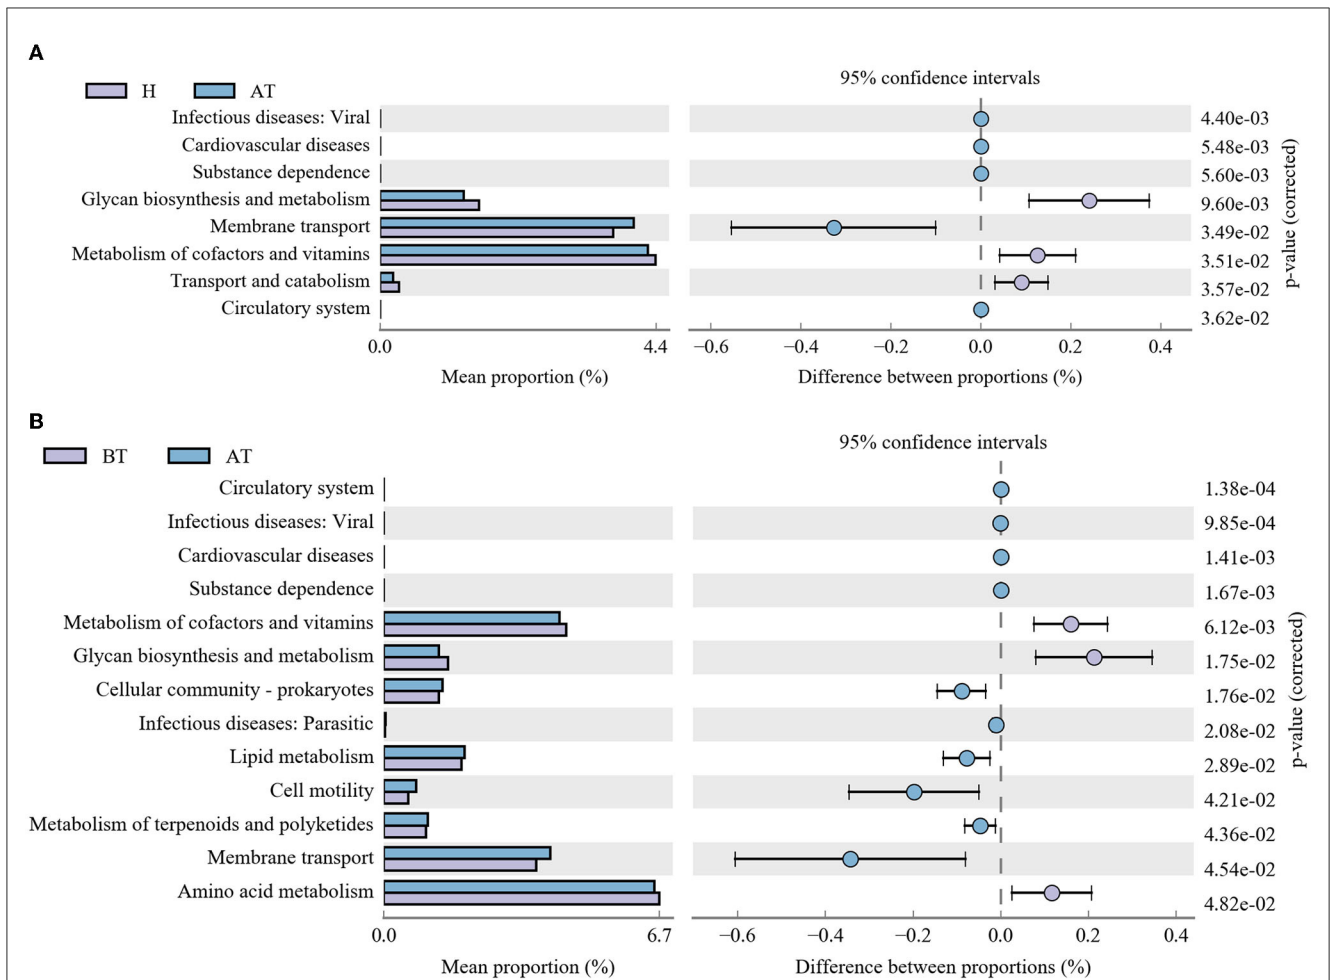 A
H AT
95% confidence intervals
Infectious diseases: Viral 4.40e-03
Cardiovascular diseases 5.48e-03
Substance dependence 5.60e-03
Glycan biosynthesis and metabolism 9.60e-03
Membrane transport 3.49e-02
Metabolism of cofactors and vitamins 3.51e-02
Transport and catabolism 3.57e-02
Circulatory system 3.62e-02
p-value (corrected)
0.0 4.4 −0.6 −0.4 −0.2 0.0 0.2 0.4
Mean proportion (%) Difference between proportions (%)
B
BT AT
95% confidence intervals
Circulatory system 1.38e-04
Infectious diseases: Viral 9.85e-04
Cardiovascular diseases 1.41e-03
Substance dependence 1.67e-03
Metabolism of cofactors and vitamins 6.12e-03
Glycan biosynthesis and metabolism 1.75e-02
Cellular community - prokaryotes 1.76e-02
Infectious diseases: Parasitic 2.08e-02
Lipid metabolism 2.89e-02
Cell motility 4.21e-02
Metabolism of terpenoids and polyketides 4.36e-02
Membrane transport 4.54e-02
Amino acid metabolism 4.82e-02
p-value (corrected)
0.0 6.7 −0.6 −0.4 −0.2 0.0 0.2 0.4
Mean proportion (%) Difference between proportions (%)